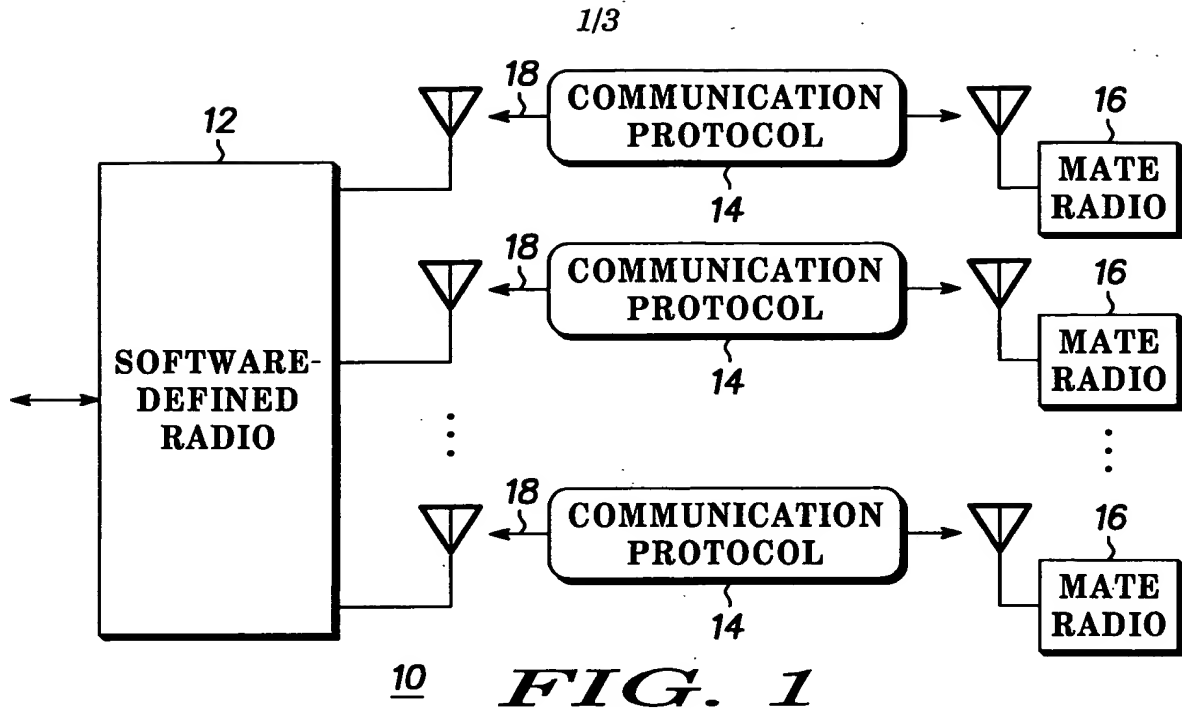 1/3
12
SOFTWARE-
DEFINED
RADIO
18
COMMUNICATION
PROTOCOL
14
16
MATE
RADIO
18
COMMUNICATION
PROTOCOL
14
16
MATE
RADIO
18
COMMUNICATION
PROTOCOL
14
16
MATE
RADIO
10
FIG. 1